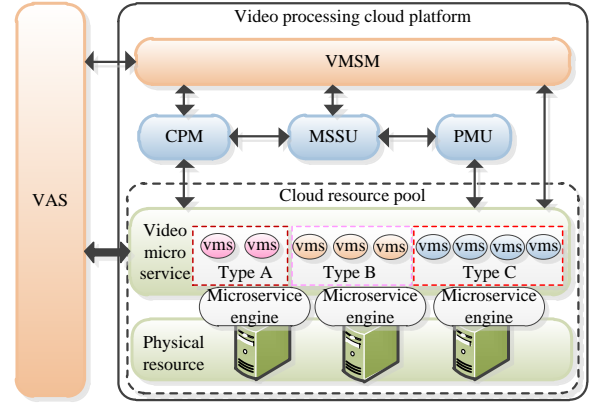 Video processing cloud platform
VMSM
CPM
MSSU
PMU
VAS
Cloud resource pool
Video
micro
service
vms vms
Type A
vms vms vms
Type B
vms vms vms vms
Type C
Microservice
engine
Microservice
engine
Microservice
engine
Physical
resource